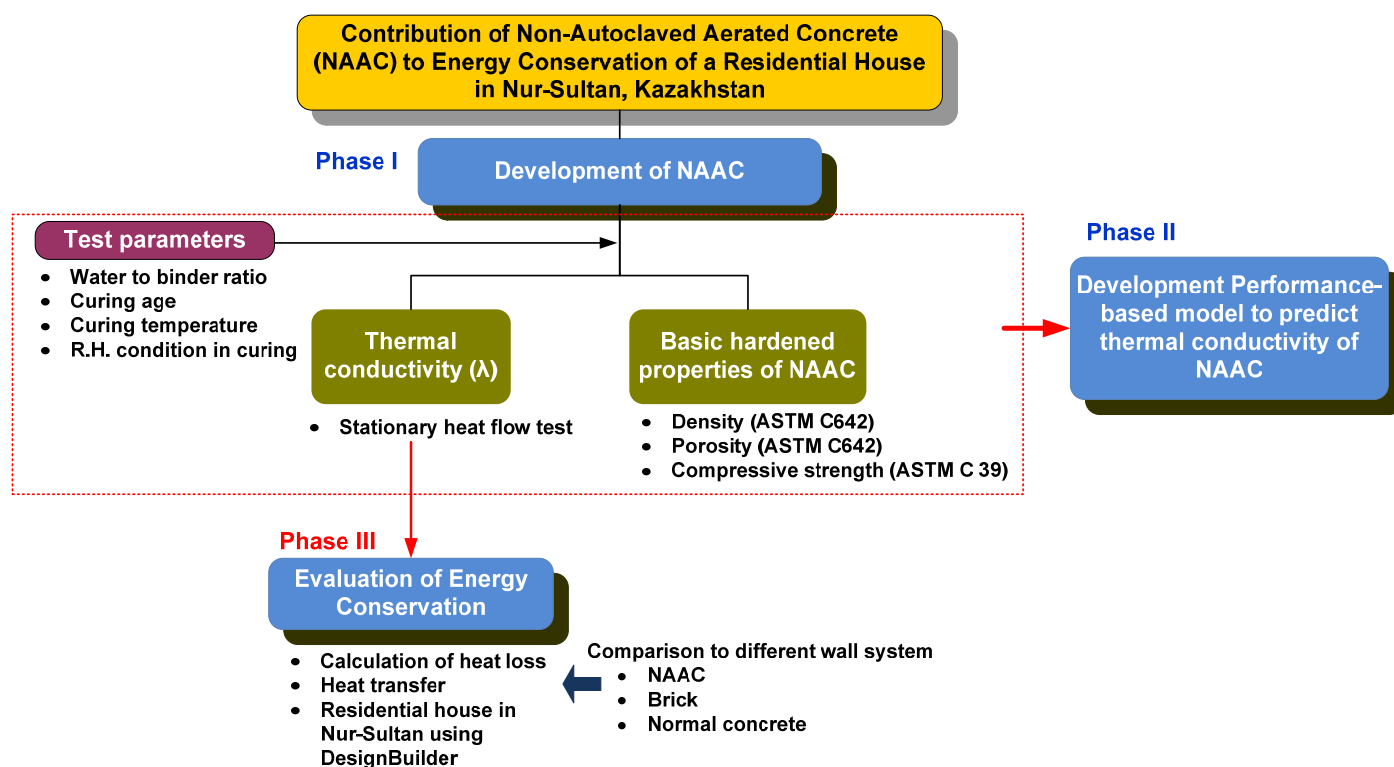 Contribution of Non-Autoclaved Aerated Concrete
(NAAC) to Energy Conservation of a Residential House
in Nur-Sultan, Kazakhstan
Phase I
Development of NAAC
Test parameters
• Water to binder ratio
• Curing age
• Curing temperature
• R.H. condition in curing
Thermal
conductivity (λ)
• Stationary heat flow test
Basic hardened
properties of NAAC
• Density (ASTM C642)
• Porosity (ASTM C642)
• Compressive strength (ASTM C 39)
Phase II
Development Performance-
based model to predict
thermal conductivity of
NAAC
Phase III
Evaluation of Energy
Conservation
• Calculation of heat loss
• Heat transfer
• Residential house in
Nur-Sultan using
DesignBuilder
Comparison to different wall system
• NAAC
• Brick
• Normal concrete